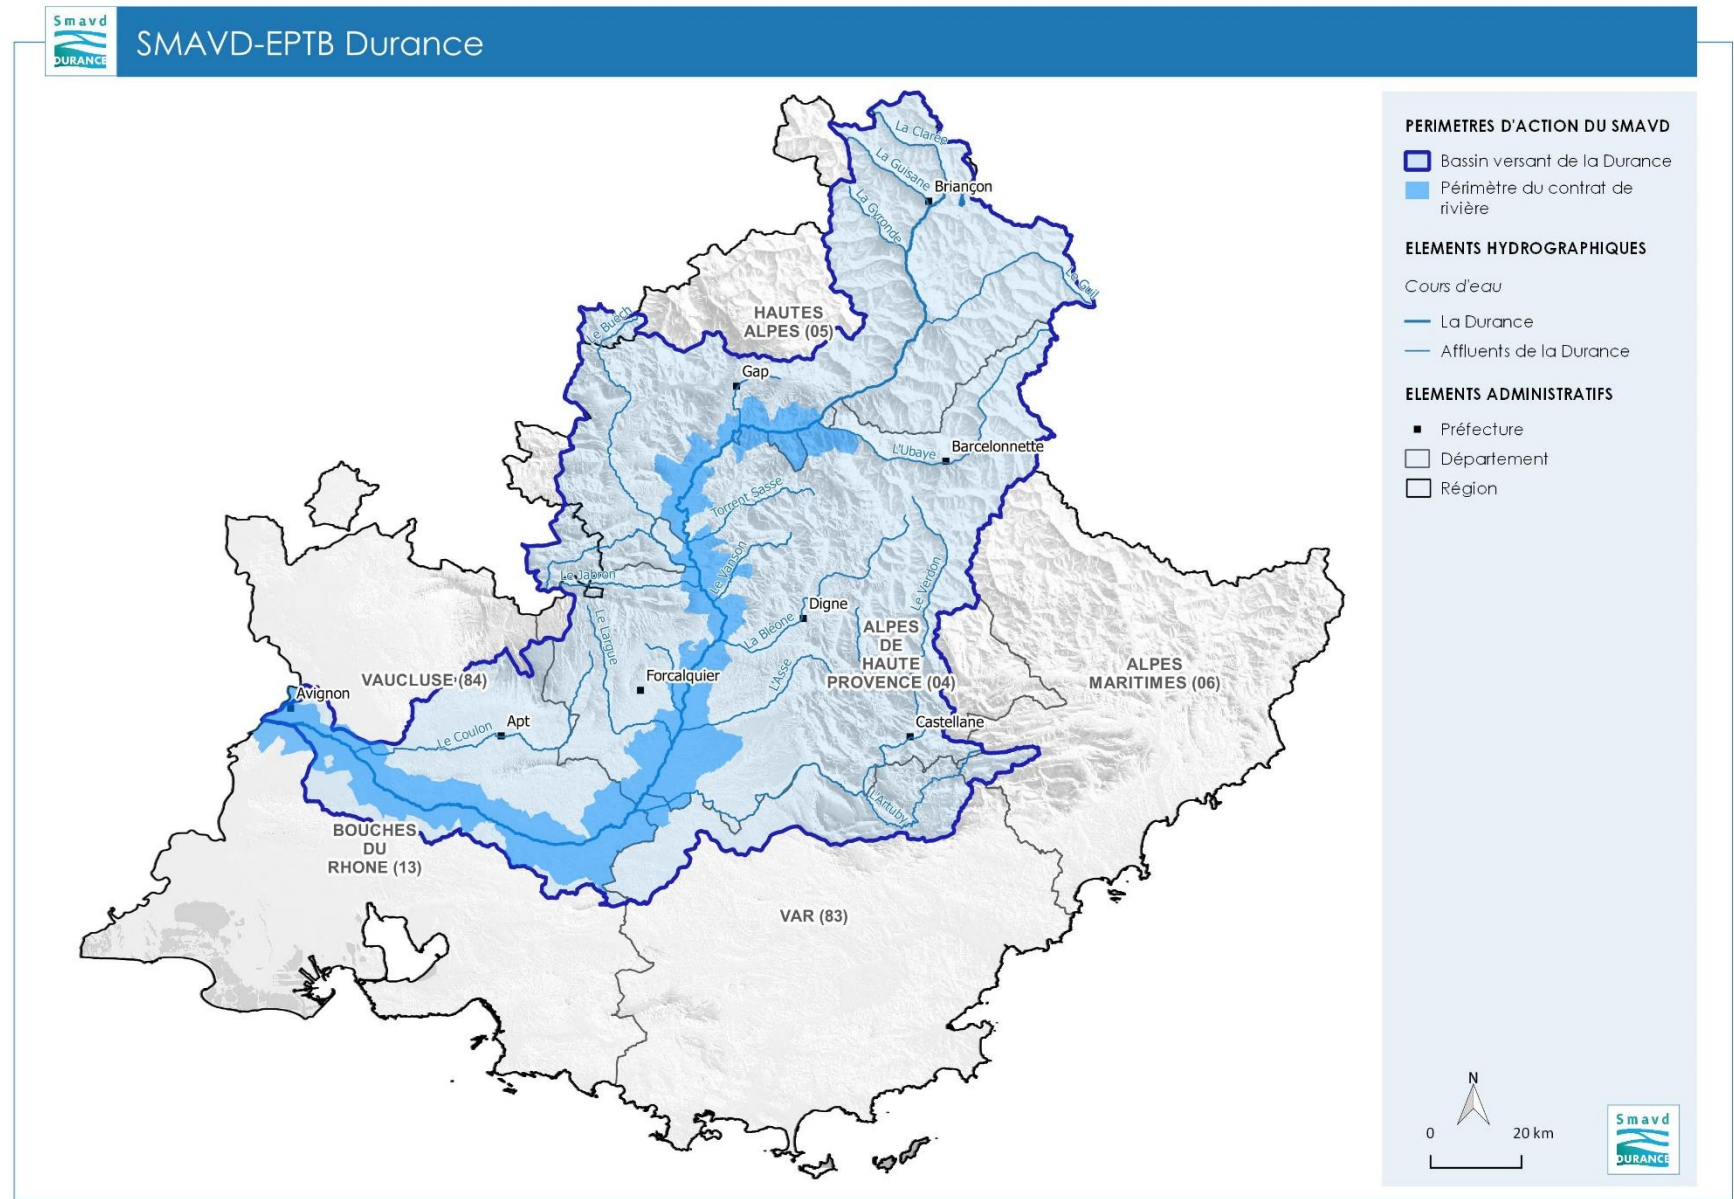 Smavd
DURANCE
SMAVD-EPTB Durance
PERIMETRES D'ACTION DU SMAVD
Bassin versant de la Durance
Périmètre du contrat de
rivière
ELEMENTS HYDROGRAPHIQUES
Cours d'eau
La Durance
Affluents de la Durance
ELEMENTS ADMINISTRATIFS
Préfecture
Département
Région
La Clarée
La Guisane
Briançon
La Gyronde
Le Guil
HAUTES
ALPES (05)
Le Buëch
Gap
L'Ubaye
Barcelonnette
Torrent Sasse
Le Vanson
Le Jabron
Le Largue
Digne
La Bléone
Le Verdon
ALPES
DE
HAUTE
PROVENCE (04)
ALPES
MARITIMES (06)
L'Asse
Forcalquier
VAUCLUSE (84)
Avignon
Apt
Le Coulon
Castellane
L'Artuby
BOUCHES
DU
RHONE (13)
VAR (83)
N
0
20 km
Smavd
DURANCE